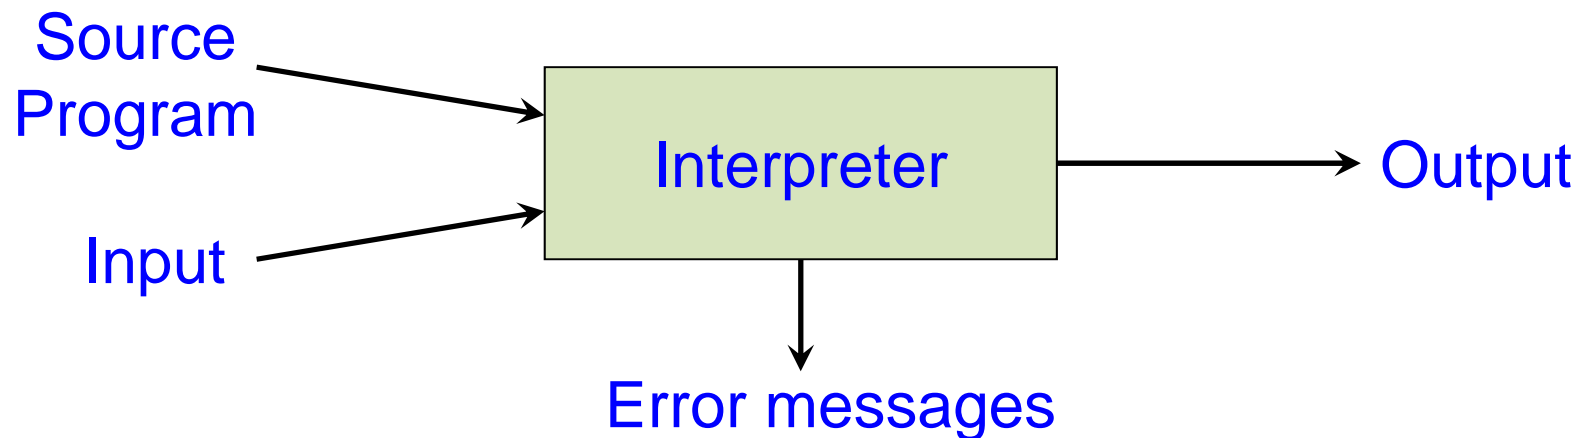 Source
Program
Interpreter
Output
Input
Error messages